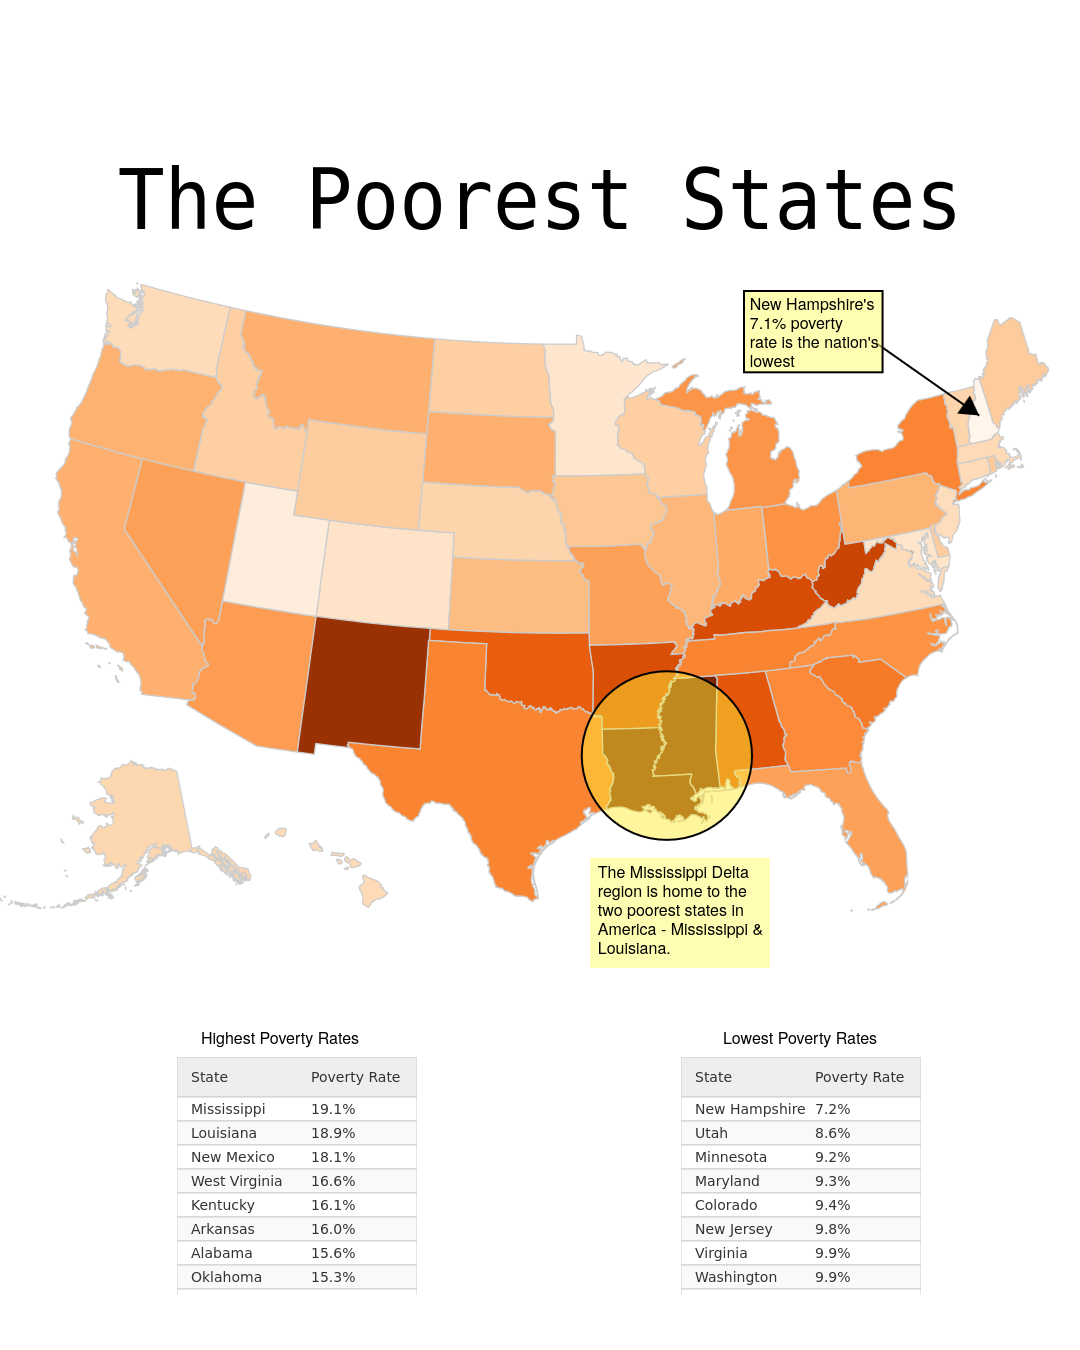 The Poorest States
New Hampshire's
7.1% poverty
rate is the nation's
lowest
The Mississippi Delta
region is home to the
two poorest states in
America - Mississippi &
Louisiana.
Highest Poverty Rates
State Poverty Rate
Mississippi 19.1%
Louisiana 18.9%
New Mexico 18.1%
West Virginia 16.6%
Kentucky 16.1%
Arkansas 16.0%
Alabama 15.6%
Oklahoma 15.3%
Lowest Poverty Rates
State Poverty Rate
New Hampshire 7.2%
Utah 8.6%
Minnesota 9.2%
Maryland 9.3%
Colorado 9.4%
New Jersey 9.8%
Virginia 9.9%
Washington 9.9%